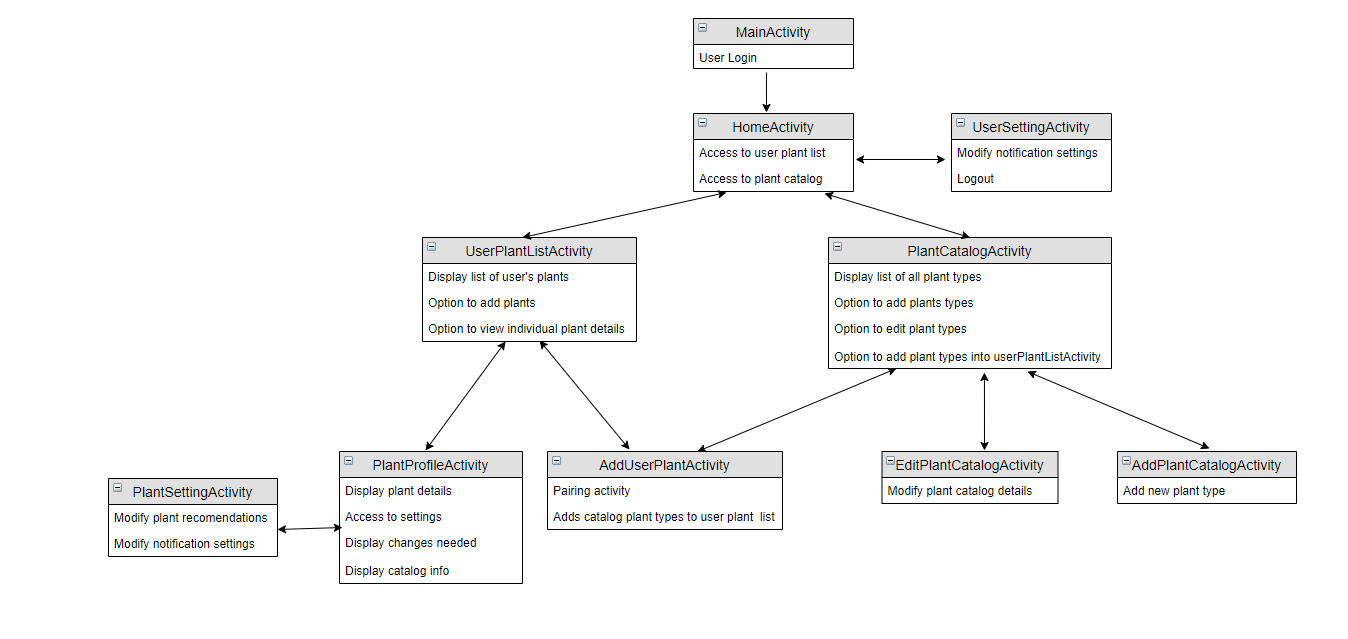 MainActivity
User Login
HomeActivity
Access to user plant list
Access to plant catalog
UserSettingActivity
Modify notification settings
Logout
UserPlantListActivity
Display list of user's plants
Option to add plants
Option to view individual plant details
PlantCatalogActivity
Display list of all plant types
Option to add plants types
Option to edit plant types
Option to add plant types into userPlantListActivity
PlantSettingActivity
Modify plant recomendations
Modify notification settings
PlantProfileActivity
Display plant details
Access to settings
Display changes needed
Display catalog info
AddUserPlantActivity
Pairing activity
Adds catalog plant types to user plant  list
EditPlantCatalogActivity
Modify plant catalog details
AddPlantCatalogActivity
Add new plant type